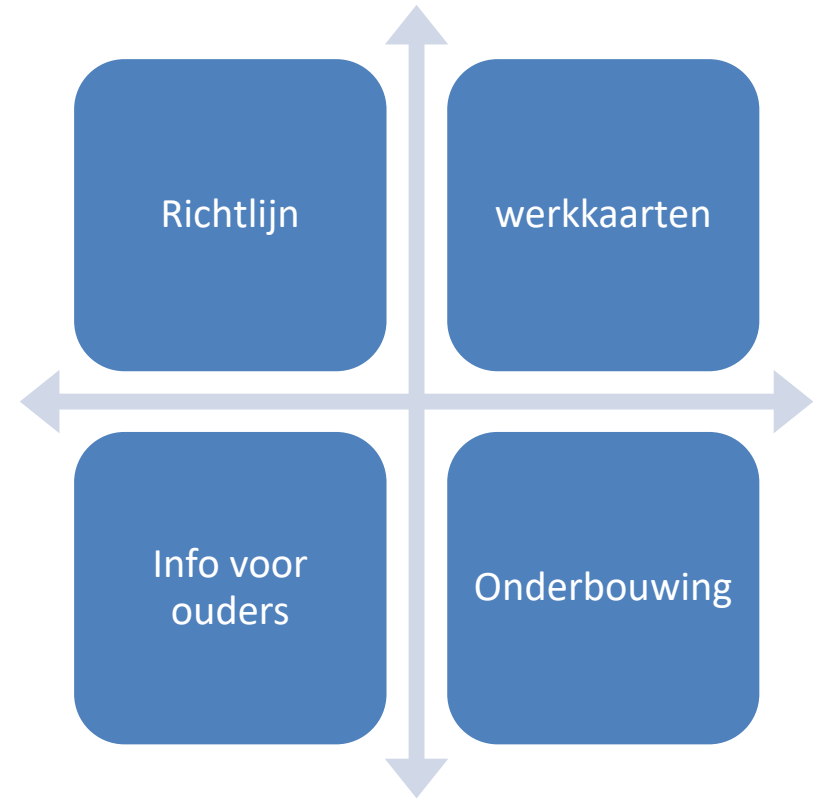 Richtlijn
werkkaarten
Info voor
ouders
Onderbouwing